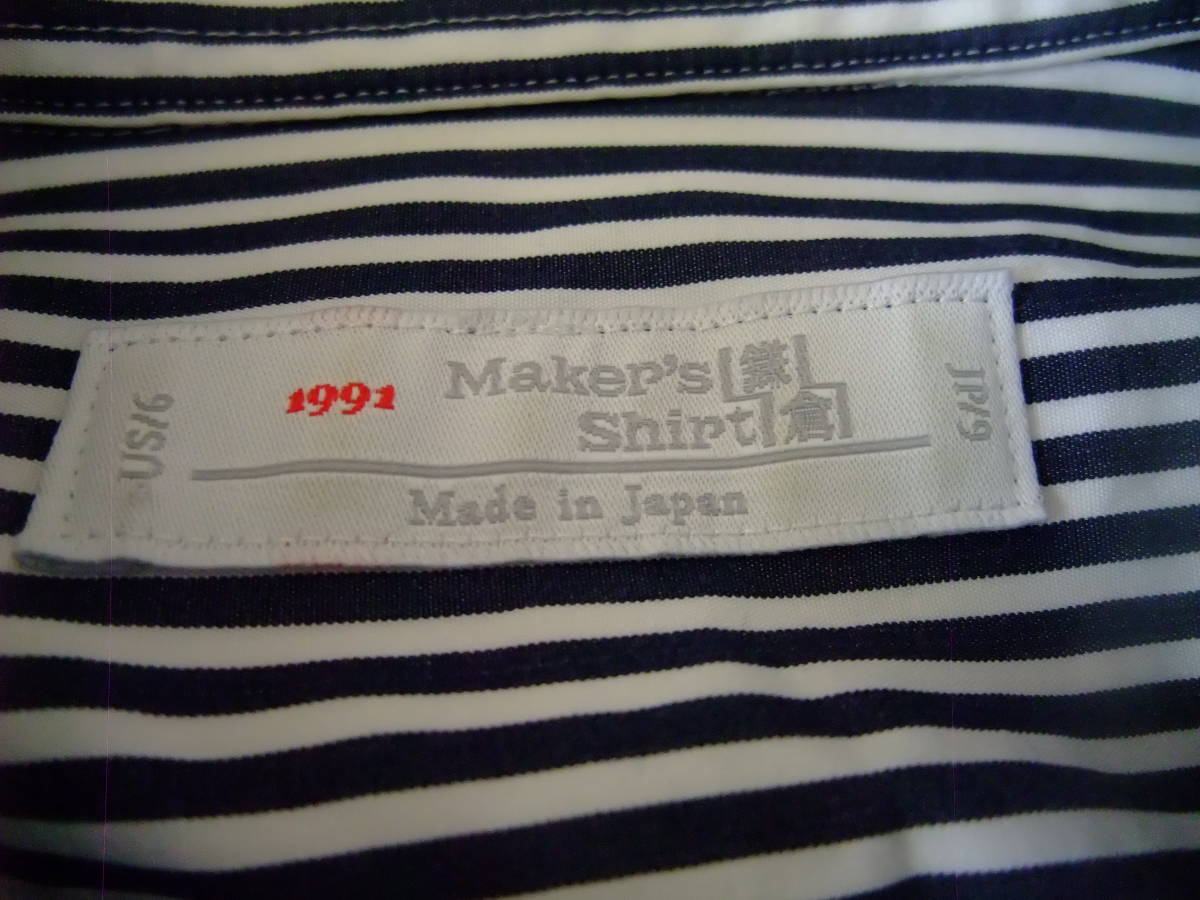 US/6
1991
Maker's 鎌
Shirt 倉
Made in Japan
JP/9